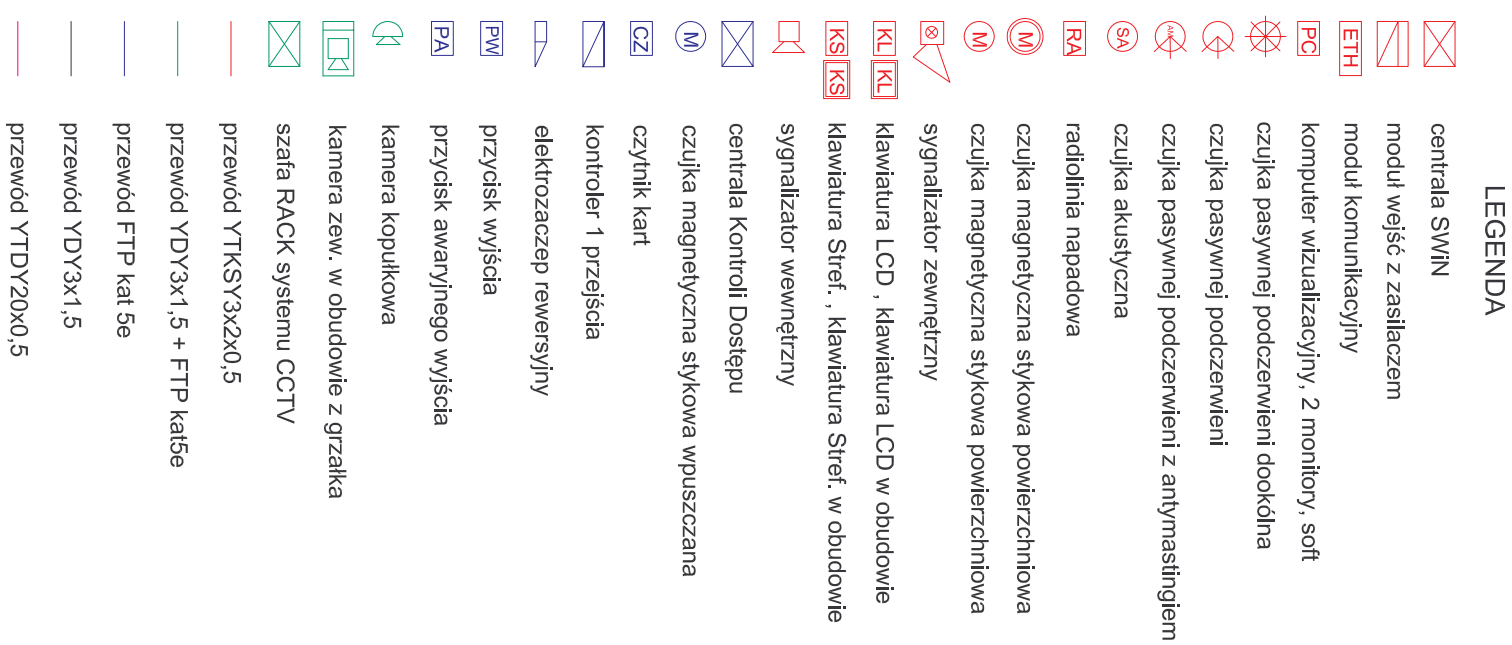 LEGENDA
centrala SWiN
moduł wejść z zasilaczem
ETH moduł komunikacyjny
PC komputer wizualizacyjny, 2 monitory, soft
czujka pasywnej podczerwieni dookólna
czujka pasywnej podczerwieni
AM czujka pasywnej podczerwieni z antymastingiem
SA czujka akustyczna
RA radiolinia napadowa
M czujka magnetyczna stykowa powierzchniowa
M czujka magnetyczna stykowa powierzchniowa
sygnalizator zewnętrzny
KL KL klawiatura LCD , klawiatura LCD w obudowie
KS KS klawiatura Stref. , klawiatura Stref. w obudowie
sygnalizator wewnętrzny
centrala Kontroli Dostępu
M czujka magnetyczna stykowa wpuszczana
CZ czytnik kart
kontroler 1 przejścia
elektrozaczep rewersyjny
PW przycisk wyjścia
PA przycisk awaryjnego wyjścia
kamera kopułkowa
kamera zew. w obudowie z grzałka
szafa RACK systemu CCTV
przewód YTKSY3x2x0,5
przewód YDY3x1,5 + FTP kat5e
przewód FTP kat 5e
przewód YDY3x1,5
przewód YTDY20x0,5